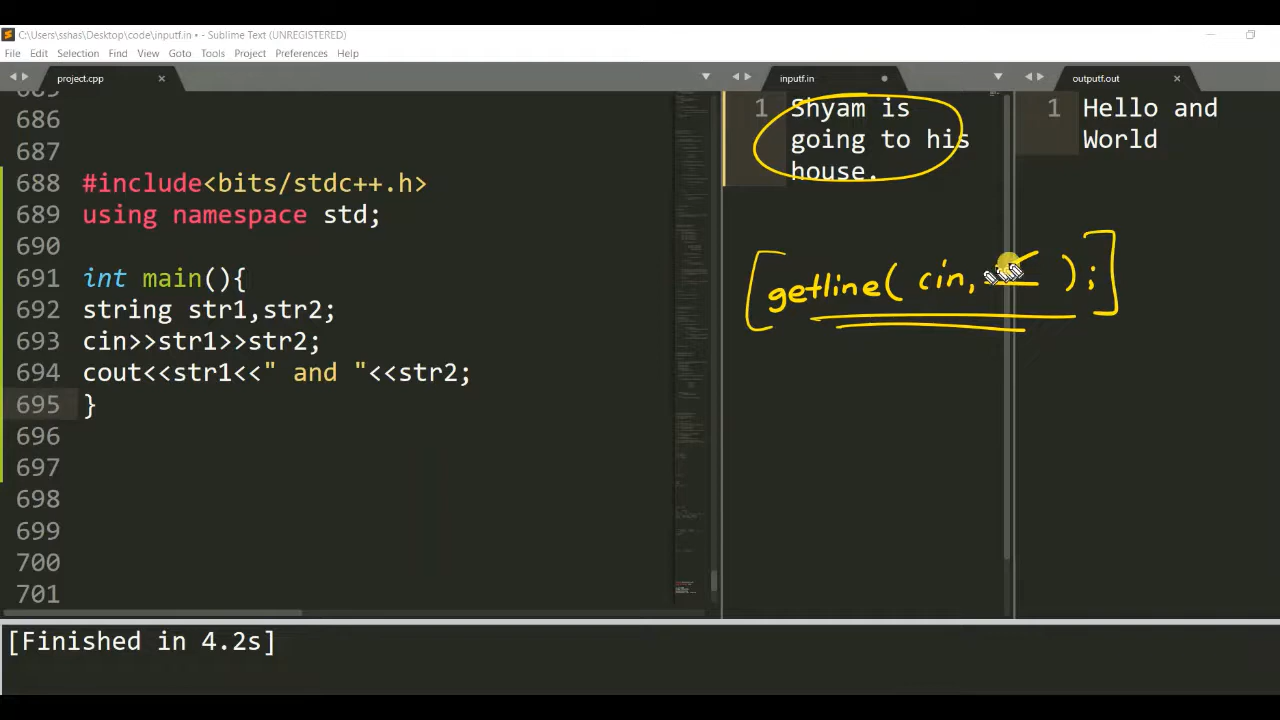 C:\Users\sshas\Desktop\code\inputf.in • - Sublime Text (UNREGISTERED)
File Edit Selection Find View Goto Tools Project Preferences Help
project.cpp
inputf.in
outputf.out
686
687
688 #include<bits/stdc++.h>
689 using namespace std;
690
691 int main(){
692 string str1,str2;
693 cin>>str1>>str2;
694 cout<<str1<<" and "<<str2;
695 }
696
697
698
699
700
701
1 Shyam is
going to his
house.
1 Hello and
World
[getline( cin, );]
[Finished in 4.2s]